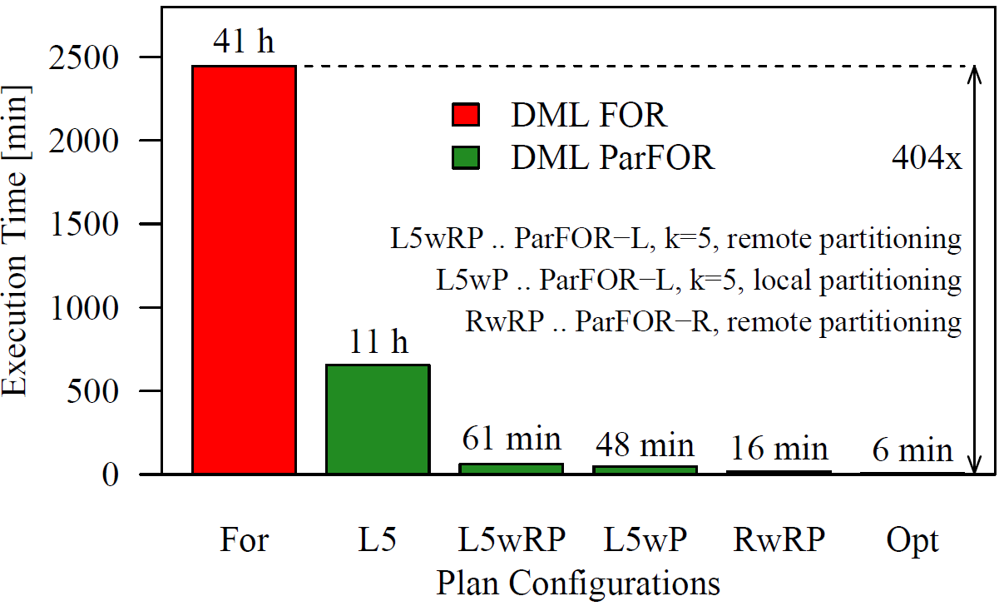 41 h
2500
DML FOR
2000
DML ParFOR
404x
1500
L5wRP .. ParFOR−L, k=5, remote partitioning
L5wP .. ParFOR−L, k=5, local partitioning
1000
RwRP .. ParFOR−R, remote partitioning
11 h
500
61 min
48 min
16 min
6 min
0
Execution Time [min]
For
L5
L5wRP
L5wP
RwRP
Opt
Plan Configurations